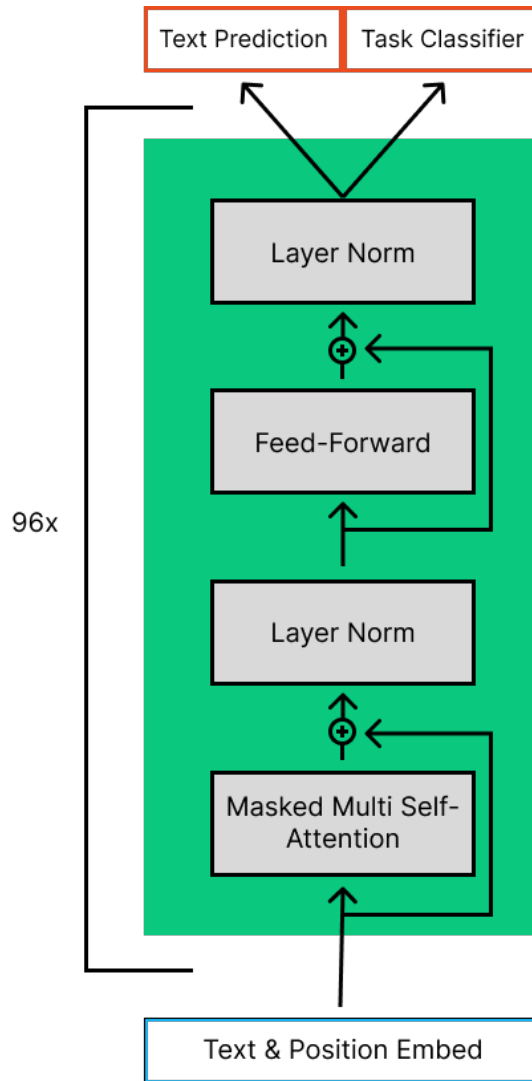 Text Prediction
Task Classifier
Layer Norm
Feed-Forward
96x
Layer Norm
Masked Multi Self-
Attention
Text & Position Embed